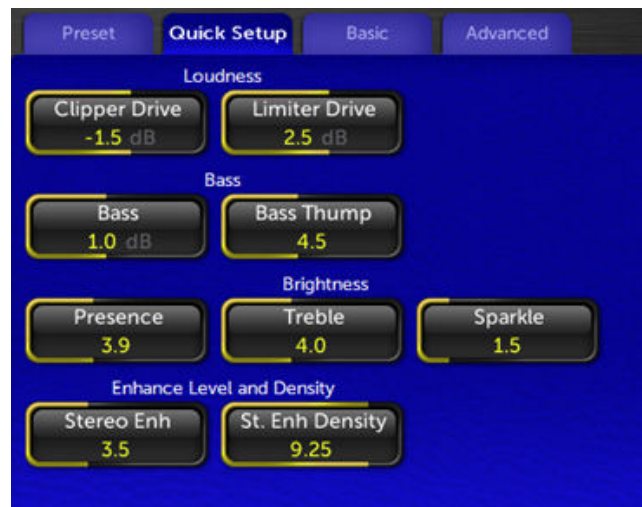 Preset Quick Setup Basic Advanced
Loudness
Clipper Drive Limiter Drive
-1.5 dB 2.5 dB
Bass
Bass Bass Thump
1.0 dB 4.5
Brightness
Presence Treble Sparkle
3.9 4.0 1.5
Enhance Level and Density
Stereo Enh St. Enh Density
3.5 9.25